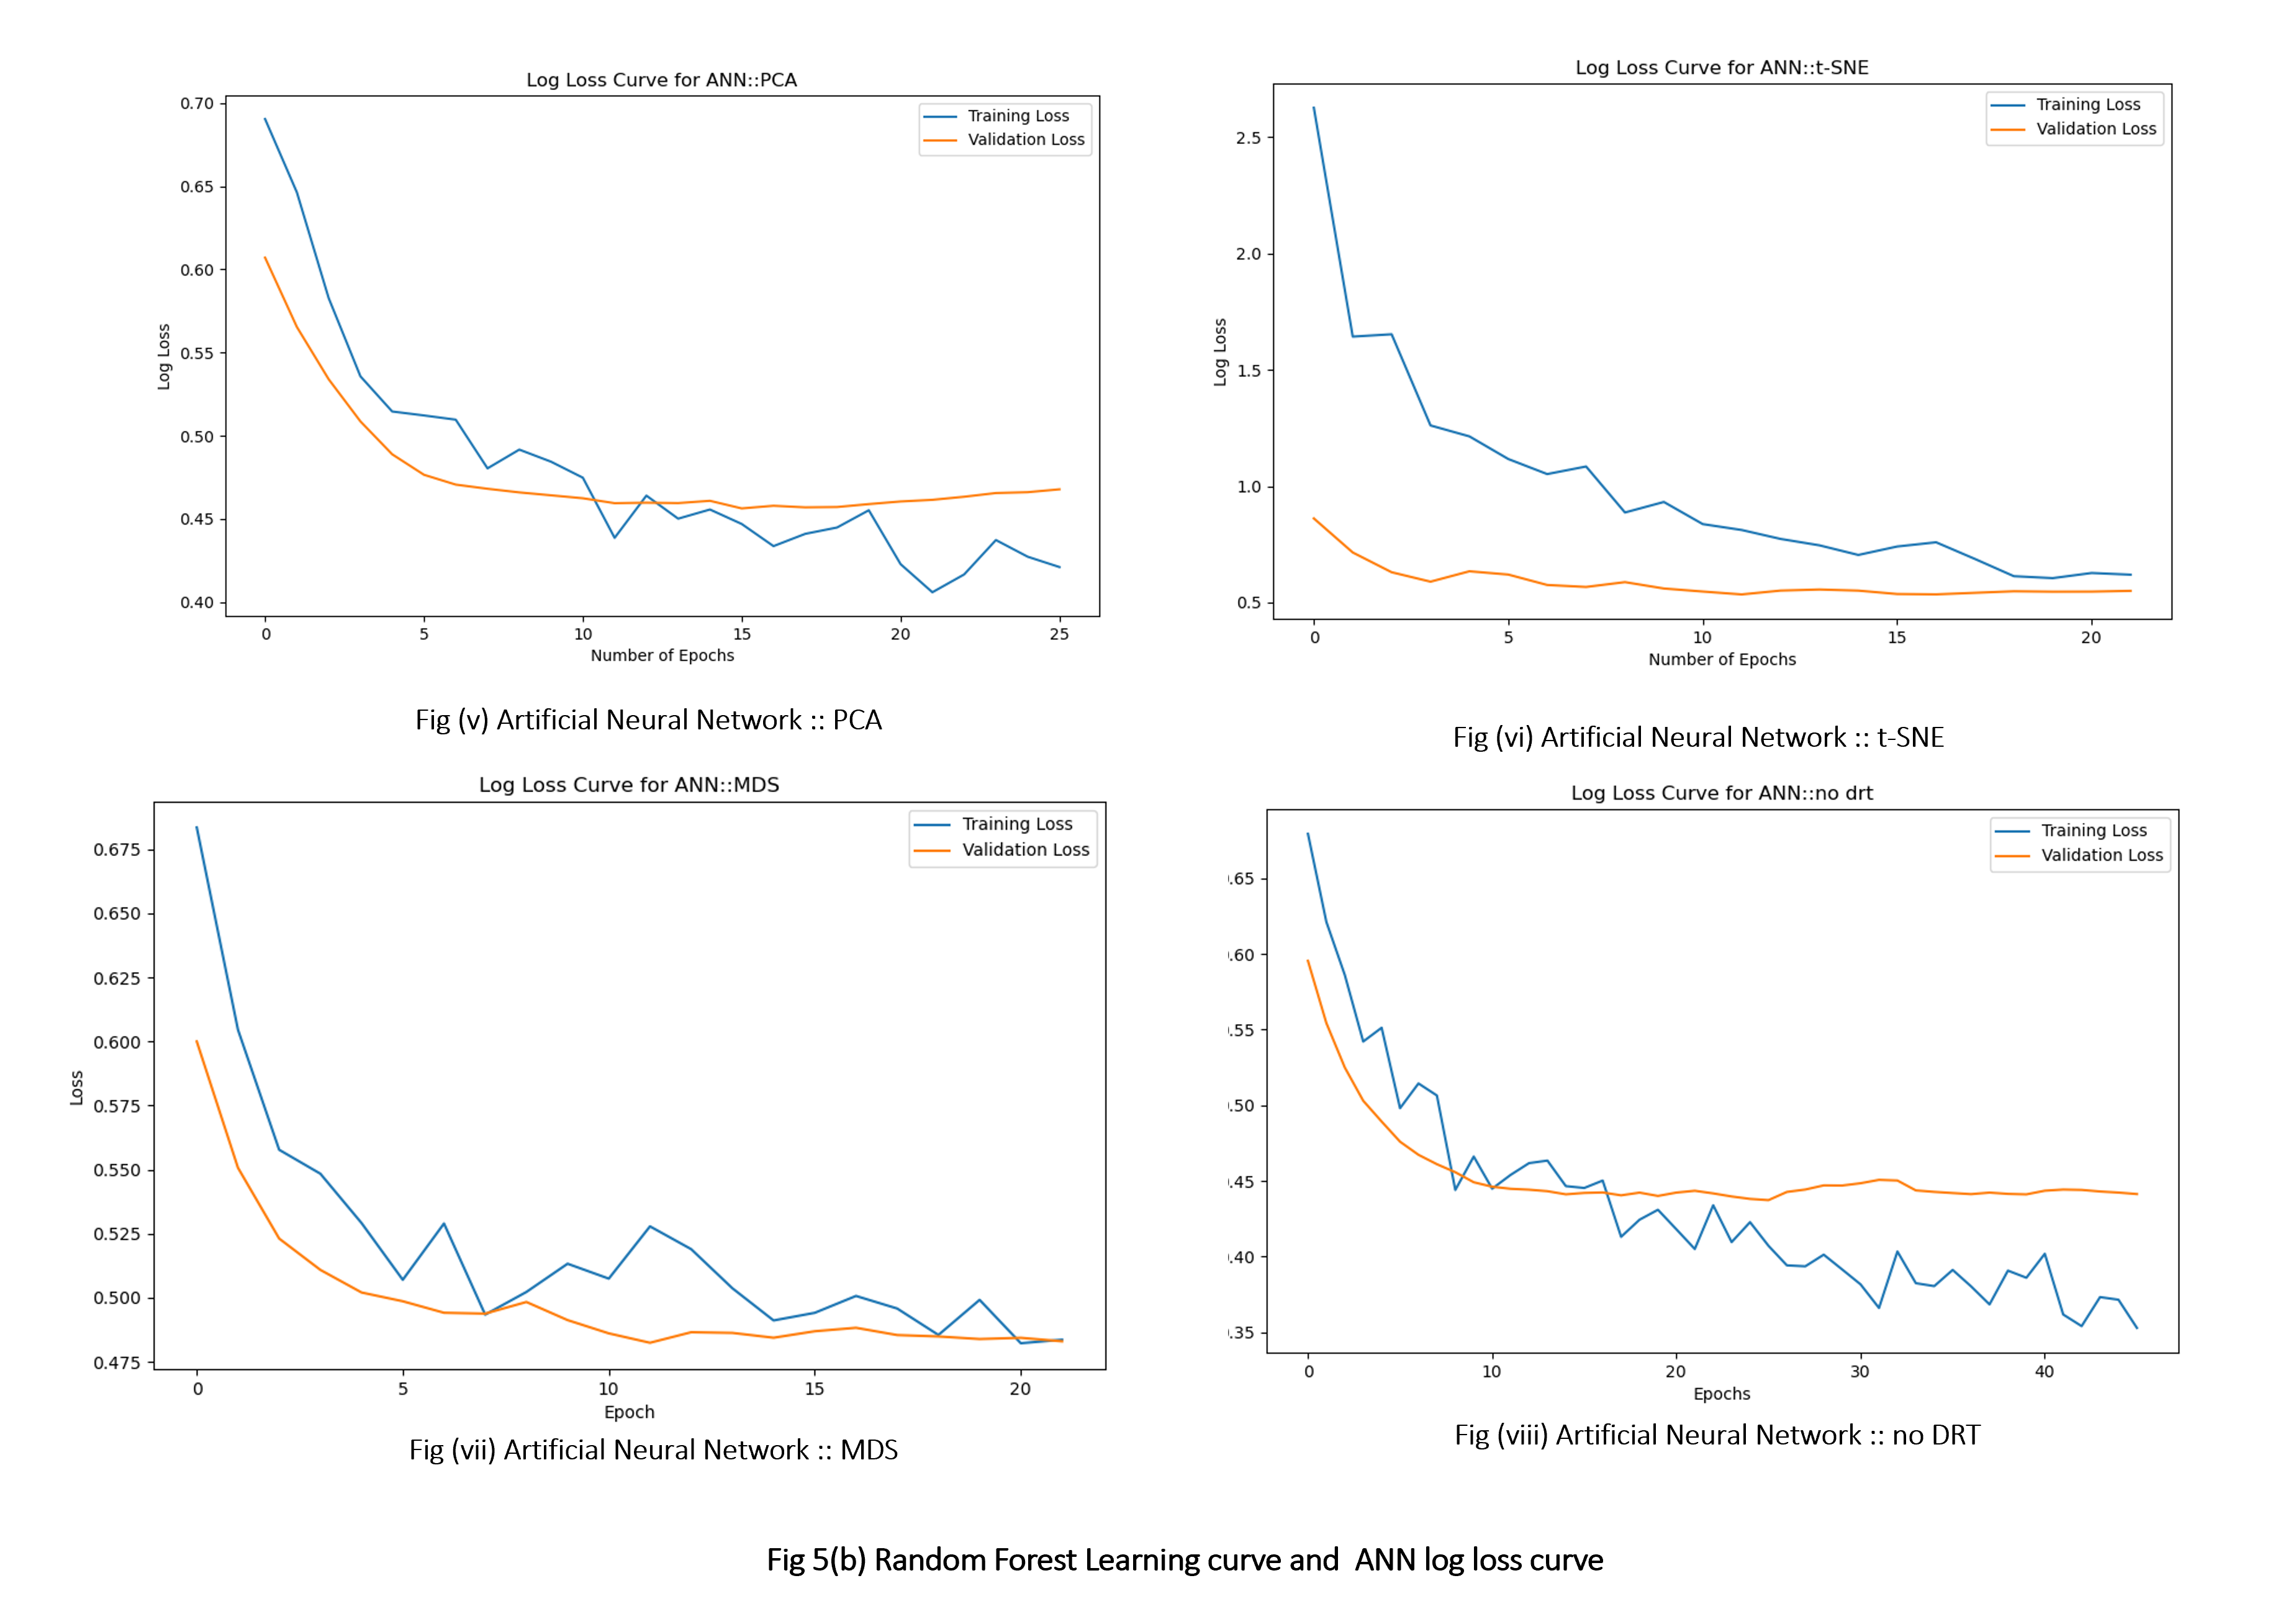 Log Loss Curve for ANN::PCA
Training Loss
Validation Loss
0.70
0.65
0.60
0.55
0.50
0.45
0.40
Log Loss
0 5 10 15 20 25
Number of Epochs
Fig (v) Artificial Neural Network :: PCA
Log Loss Curve for ANN::t-SNE
Training Loss
Validation Loss
2.5
2.0
1.5
1.0
0.5
Log Loss
0 5 10 15 20
Number of Epochs
Fig (vi) Artificial Neural Network :: t-SNE
Log Loss Curve for ANN::MDS
Training Loss
Validation Loss
0.675
0.650
0.625
0.600
0.575
0.550
0.525
0.500
0.475
Loss
0 5 10 15 20
Epoch
Fig (vii) Artificial Neural Network :: MDS
Log Loss Curve for ANN::no drt
Training Loss
Validation Loss
.65
.60
.55
.50
.45
.40
.35
0 10 20 30 40
Epochs
Fig (viii) Artificial Neural Network :: no DRT
Fig 5(b) Random Forest Learning curve and  ANN log loss curve